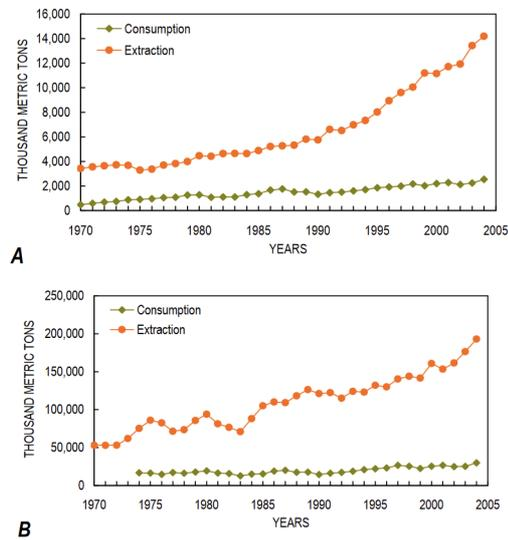 16,000
14,000
12,000
10,000
8,000
6,000
4,000
2,000
0
THOUSAND METRIC TONS
Consumption
Extraction
1970 1975 1980 1985 1990 1995 2000 2005
YEARS
A
250,000
200,000
150,000
100,000
50,000
0
THOUSAND METRIC TONS
Consumption
Extraction
1970 1975 1980 1985 1990 1995 2000 2005
YEARS
B